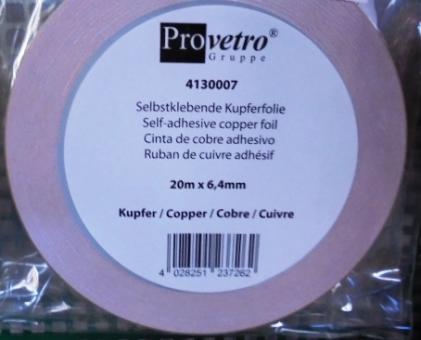 Provetro®
Gruppe
4130007
Selbstklebende Kupferfolie
Self-adhesive copper foil
Cinta de cobre adhesivo
Ruban de cuivre adhésif
20m x 6,4mm
Kupfer / Copper / Cobre / Cuivre
4 028251 237262